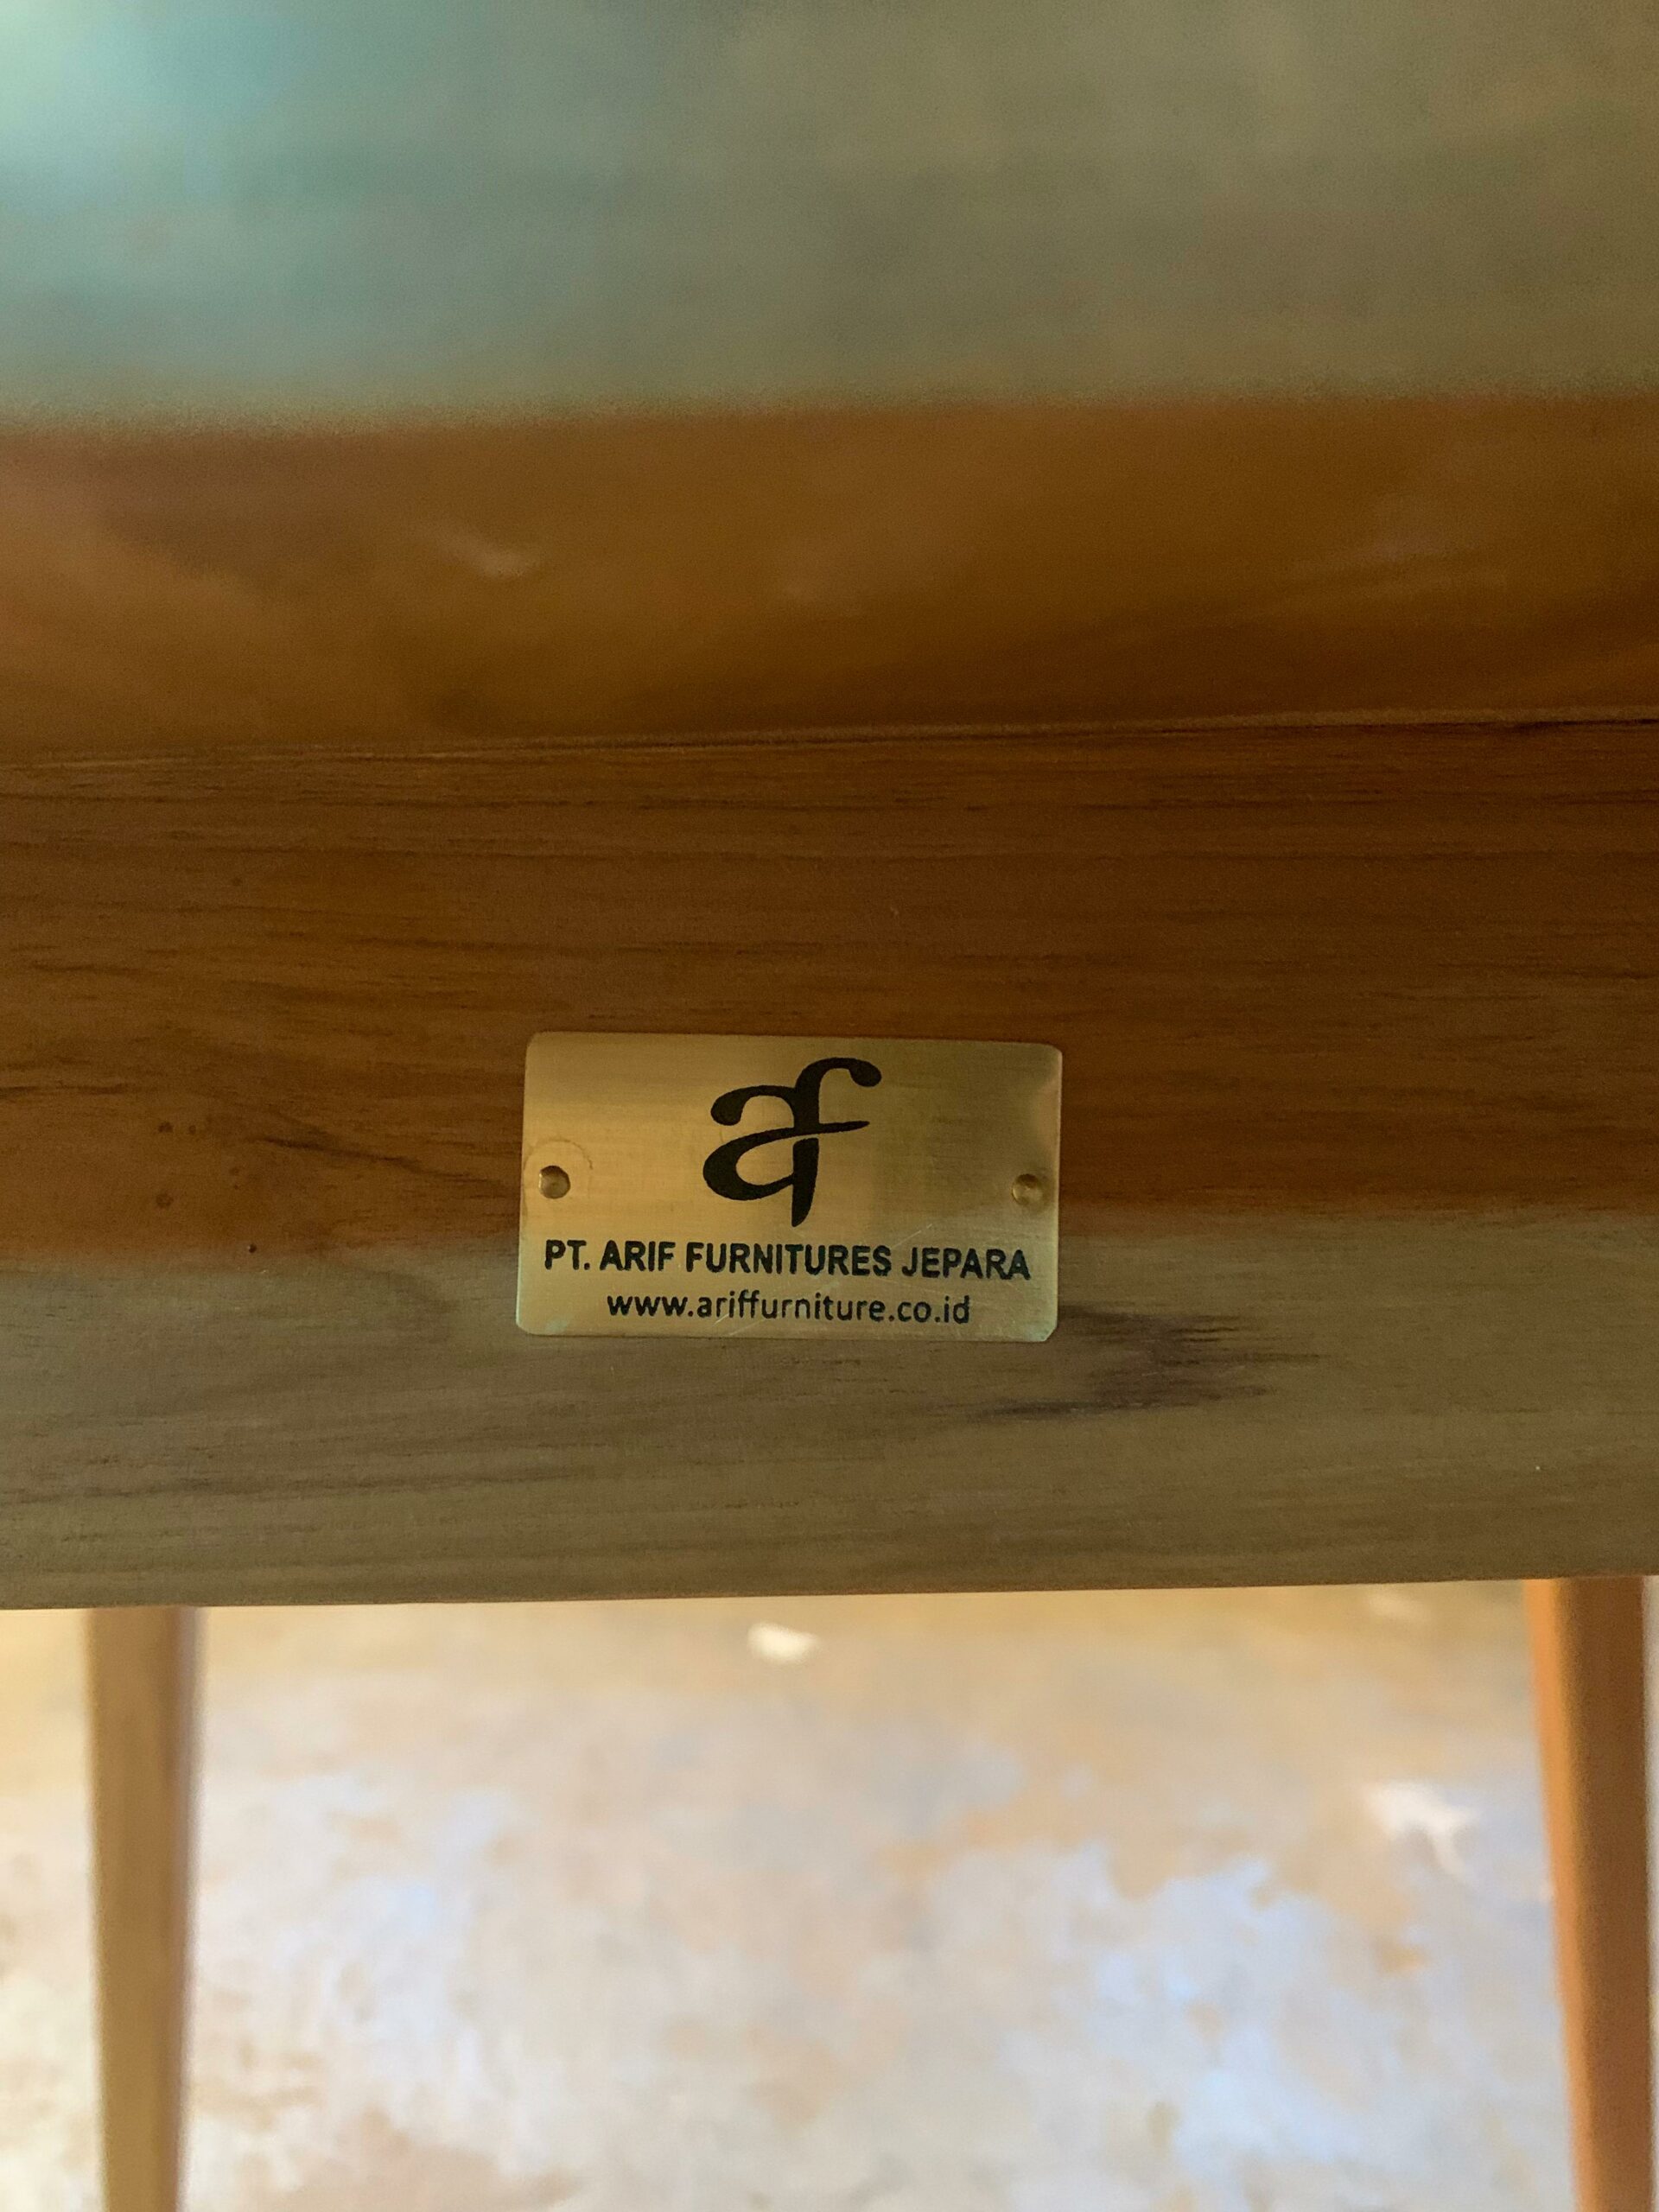 af
PT. ARIF FURNITURES JEPARA
www.ariffurniture.co.id